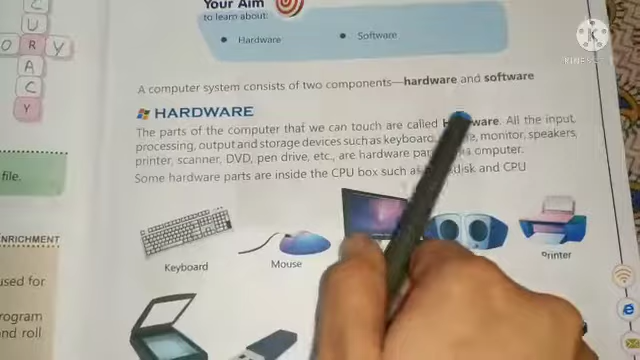 Your Aim
to learn about:
Hardware
Software
C
U
O R Y
A
C
Y
KINEMASTER
A computer system consists of two components—hardware and software
HARDWARE
The parts of the computer that we can touch are called ware. All the input,
processing, output and storage devices such as keyboard, monitor, speakers,
printer, scanner, DVD, pen drive, etc., are hardware computer.
Some hardware parts are inside the CPU box such as disk and CPU
file.
NRICHMENT
used for
rogram
nd roll
Keyboard
Mouse
Printer